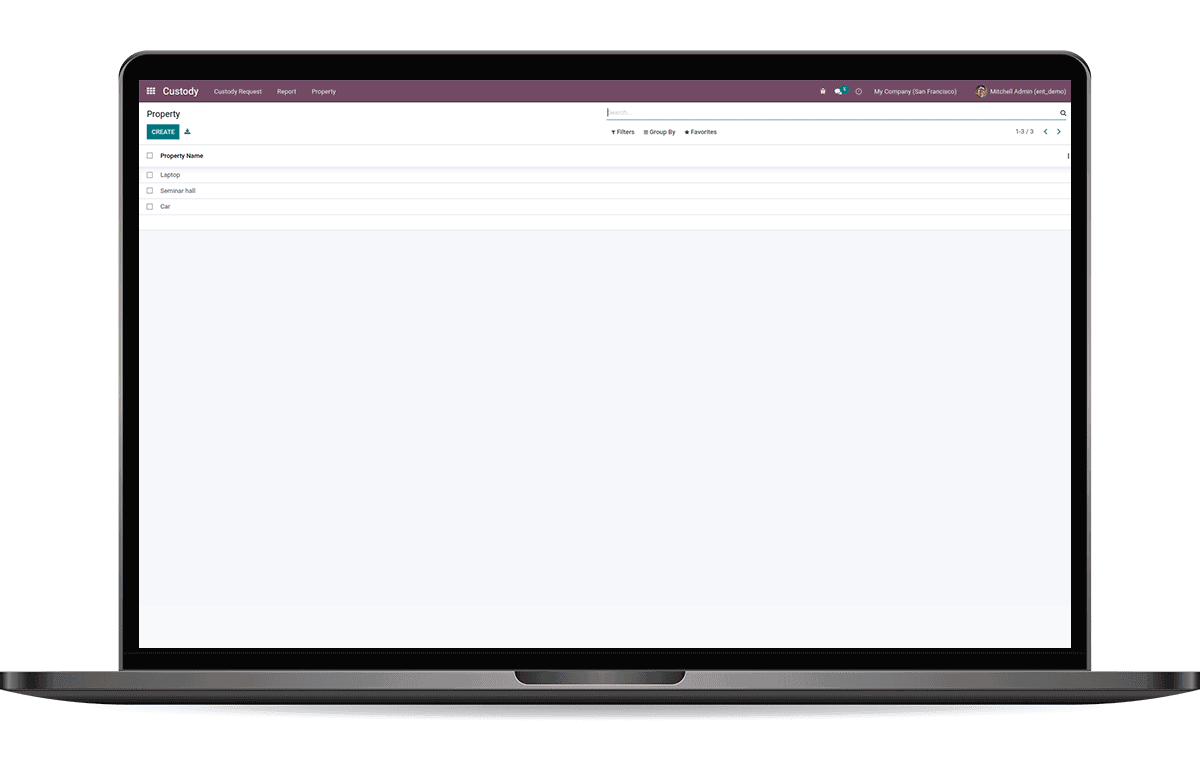 Custody Custody Request Report Property 5 My Company (San Francisco) Mitchell Admin (ent_demo)
Property Search...
CREATE Filters Group By Favorites 1-3 / 3
Property Name
Laptop
Seminar hall
Car